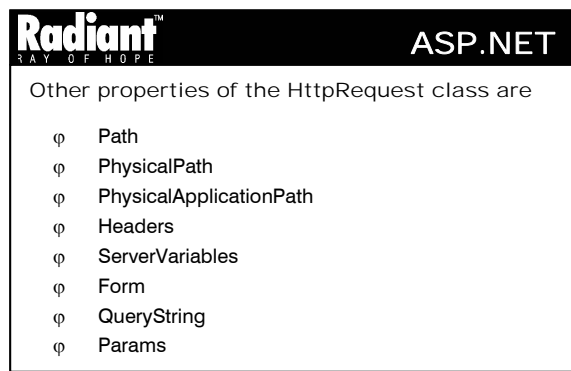 Radiant™
RAY OF HOPE
ASP.NET
Other properties of the HttpRequest class are
φ Path
φ PhysicalPath
φ PhysicalApplicationPath
φ Headers
φ ServerVariables
φ Form
φ QueryString
φ Params